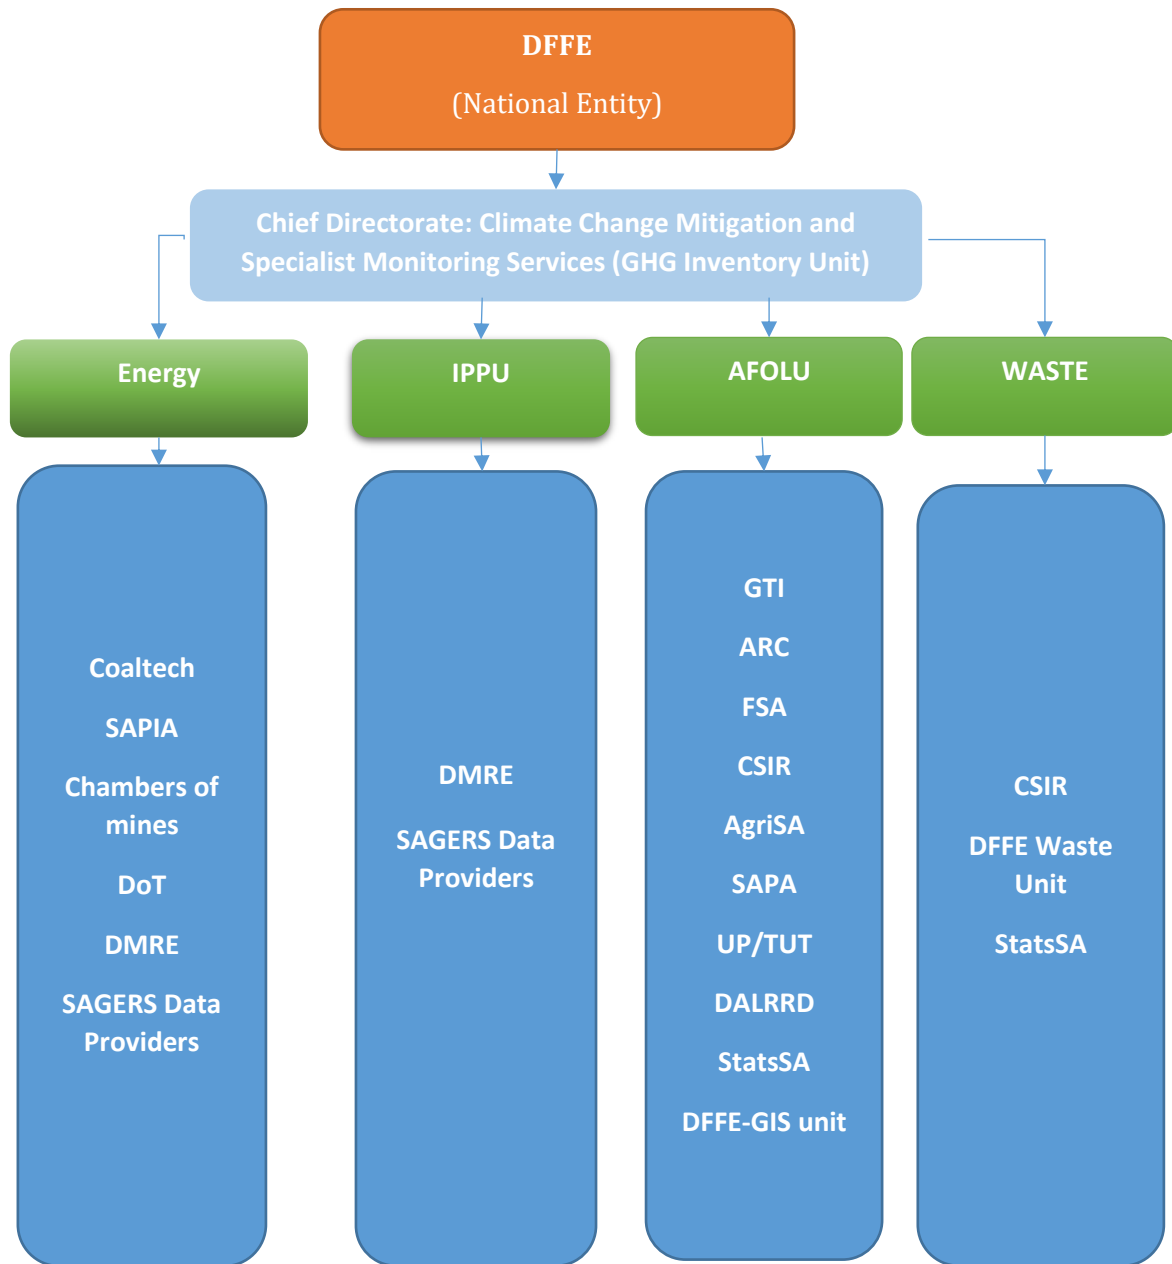 DFFE
(National Entity)
Chief Directorate: Climate Change Mitigation and
Specialist Monitoring Services (GHG Inventory Unit)
Energy
IPPU
AFOLU
WASTE
Coaltech
SAPIA
Chambers of
mines
DoT
DMRE
SAGERS Data
Providers
DMRE
SAGERS Data
Providers
GTI
ARC
FSA
CSIR
AgriSA
SAPA
UP/TUT
DALRRD
StatsSA
DFFE-GIS unit
CSIR
DFFE Waste
Unit
StatsSA